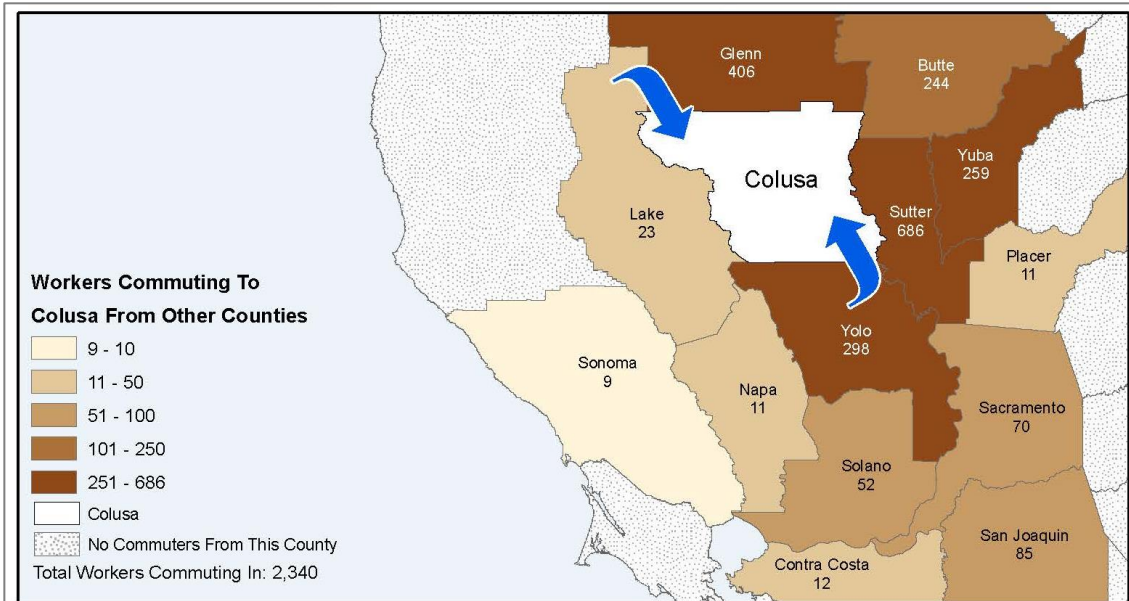 Glenn
406
Butte
244
Yuba
259
Colusa
Sutter
686
Lake
23
Placer
11
Workers Commuting To
Colusa From Other Counties
9 - 10
11 - 50
51 - 100
101 - 250
251 - 686
Colusa
No Commuters From This County
Total Workers Commuting In: 2,340
Yolo
298
Sonoma
9
Napa
11
Sacramento
70
Solano
52
San Joaquin
85
Contra Costa
12